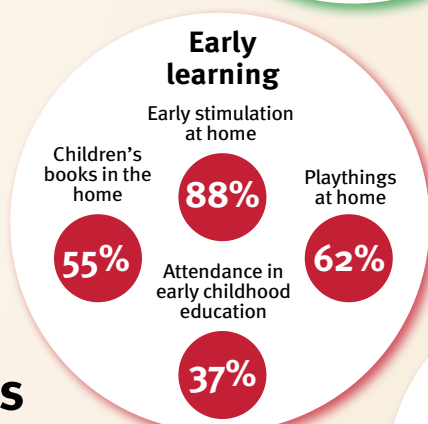 Early
learning
Early stimulation
at home
88%
Children's
books in the
home
55%
Playthings
at home
62%
Attendance in
early childhood
education
37%
s